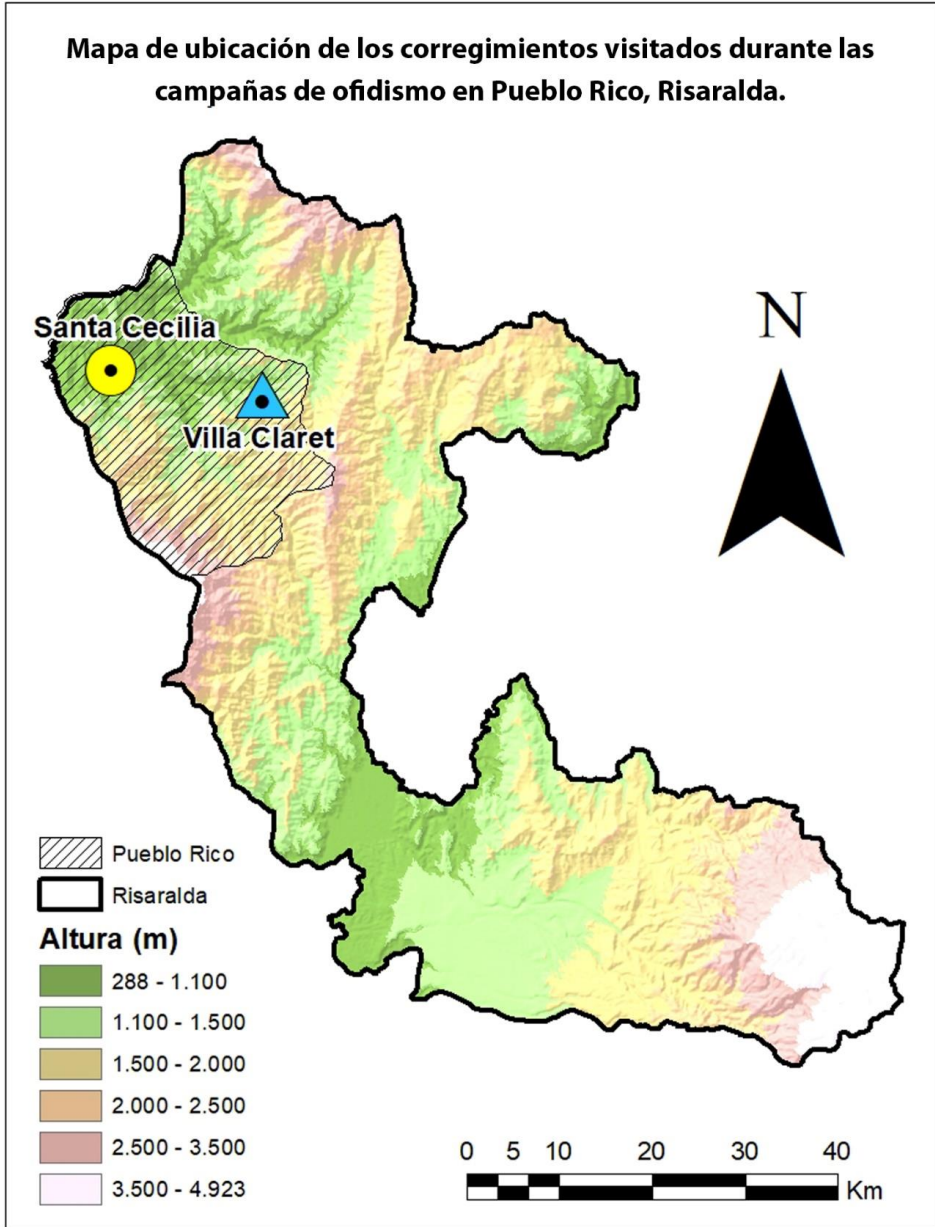 Mapa de ubicación de los corregimientos visitados durante las
campañas de ofidismo en Pueblo Rico, Risaralda.
Santa Cecilia
Villa Claret
N
Pueblo Rico
Risaralda
Altura (m)
288 - 1.100
1.100 - 1.500
1.500 - 2.000
2.000 - 2.500
2.500 - 3.500
3.500 - 4.923
0 5 10 20 30 40
Km